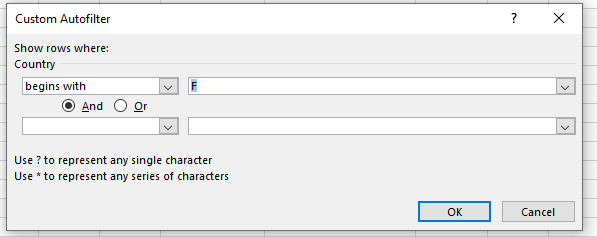 Custom Autofilter ?
Show rows where:
Country
begins with F
And Or
Use ? to represent any single character
Use * to represent any series of characters
OK Cancel